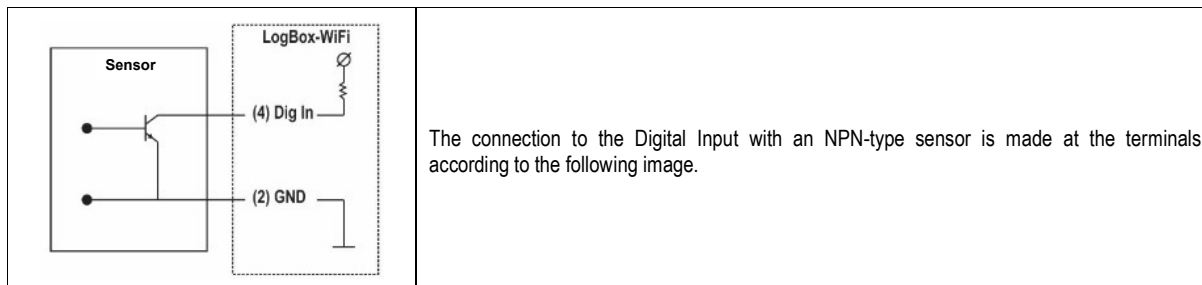 LogBox-WiFi
Sensor
(4) Dig In
(2) GND
The connection to the Digital Input with an NPN-type sensor is made at the terminals
according to the following image.